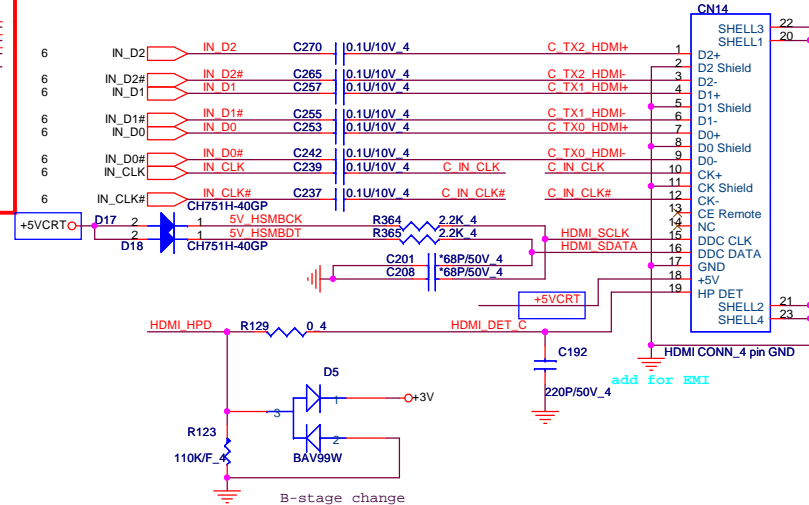 CN14
6 IN_D2 IN_D2 C270 0.1U/10V_4 C_TX2_HDMI+ 1 D2+ SHELL3 22
SHELL1 20
2 D2 Shield
6 IN_D2# IN_D2# C265 0.1U/10V_4 C_TX2_HDMI- 3 D2-
6 IN_D1 IN_D1 C257 0.1U/10V_4 C_TX1_HDMI+ 4 D1+
5 D1 Shield
6 IN_D1# IN_D1# C255 0.1U/10V_4 C_TX1_HDMI- 6 D1-
6 IN_D0 IN_D0 C253 0.1U/10V_4 C_TX0_HDMI+ 7 D0+
8 D0 Shield
6 IN_D0# IN_D0# C242 0.1U/10V_4 C_TX0_HDMI- 9 D0-
6 IN_CLK IN_CLK C239 0.1U/10V_4 C_IN_CLK C_IN_CLK 10 CK+
11 CK Shield
6 IN_CLK# IN_CLK# C237 0.1U/10V_4 C_IN_CLK# C_IN_CLK# 12 CK-
CH751H-40GP
13 CE Remote
+5VCRT D17 2 1 5V_HSMBCK R364 2.2K_4 14 NC
D18 2 1 5V_HSMBDT R365 2.2K_4 HDMI_SCLK 15 DDC CLK
CH751H-40GP
HDMI_SDATA 16 DDC DATA
C201 *68P/50V_4 17 GND
C208 *68P/50V_4 18 +5V
+5VCRT 19 HP DET
SHELL2 21
SHELL4 23
HDMI_HPD R129 0_4 HDMI_DET_C
C192 HDMI CONN_4 pin GND
add for EMI
D5
220P/50V_4
1 +3V
3
R123 2
110K/F_4 BAV99W
B-stage change